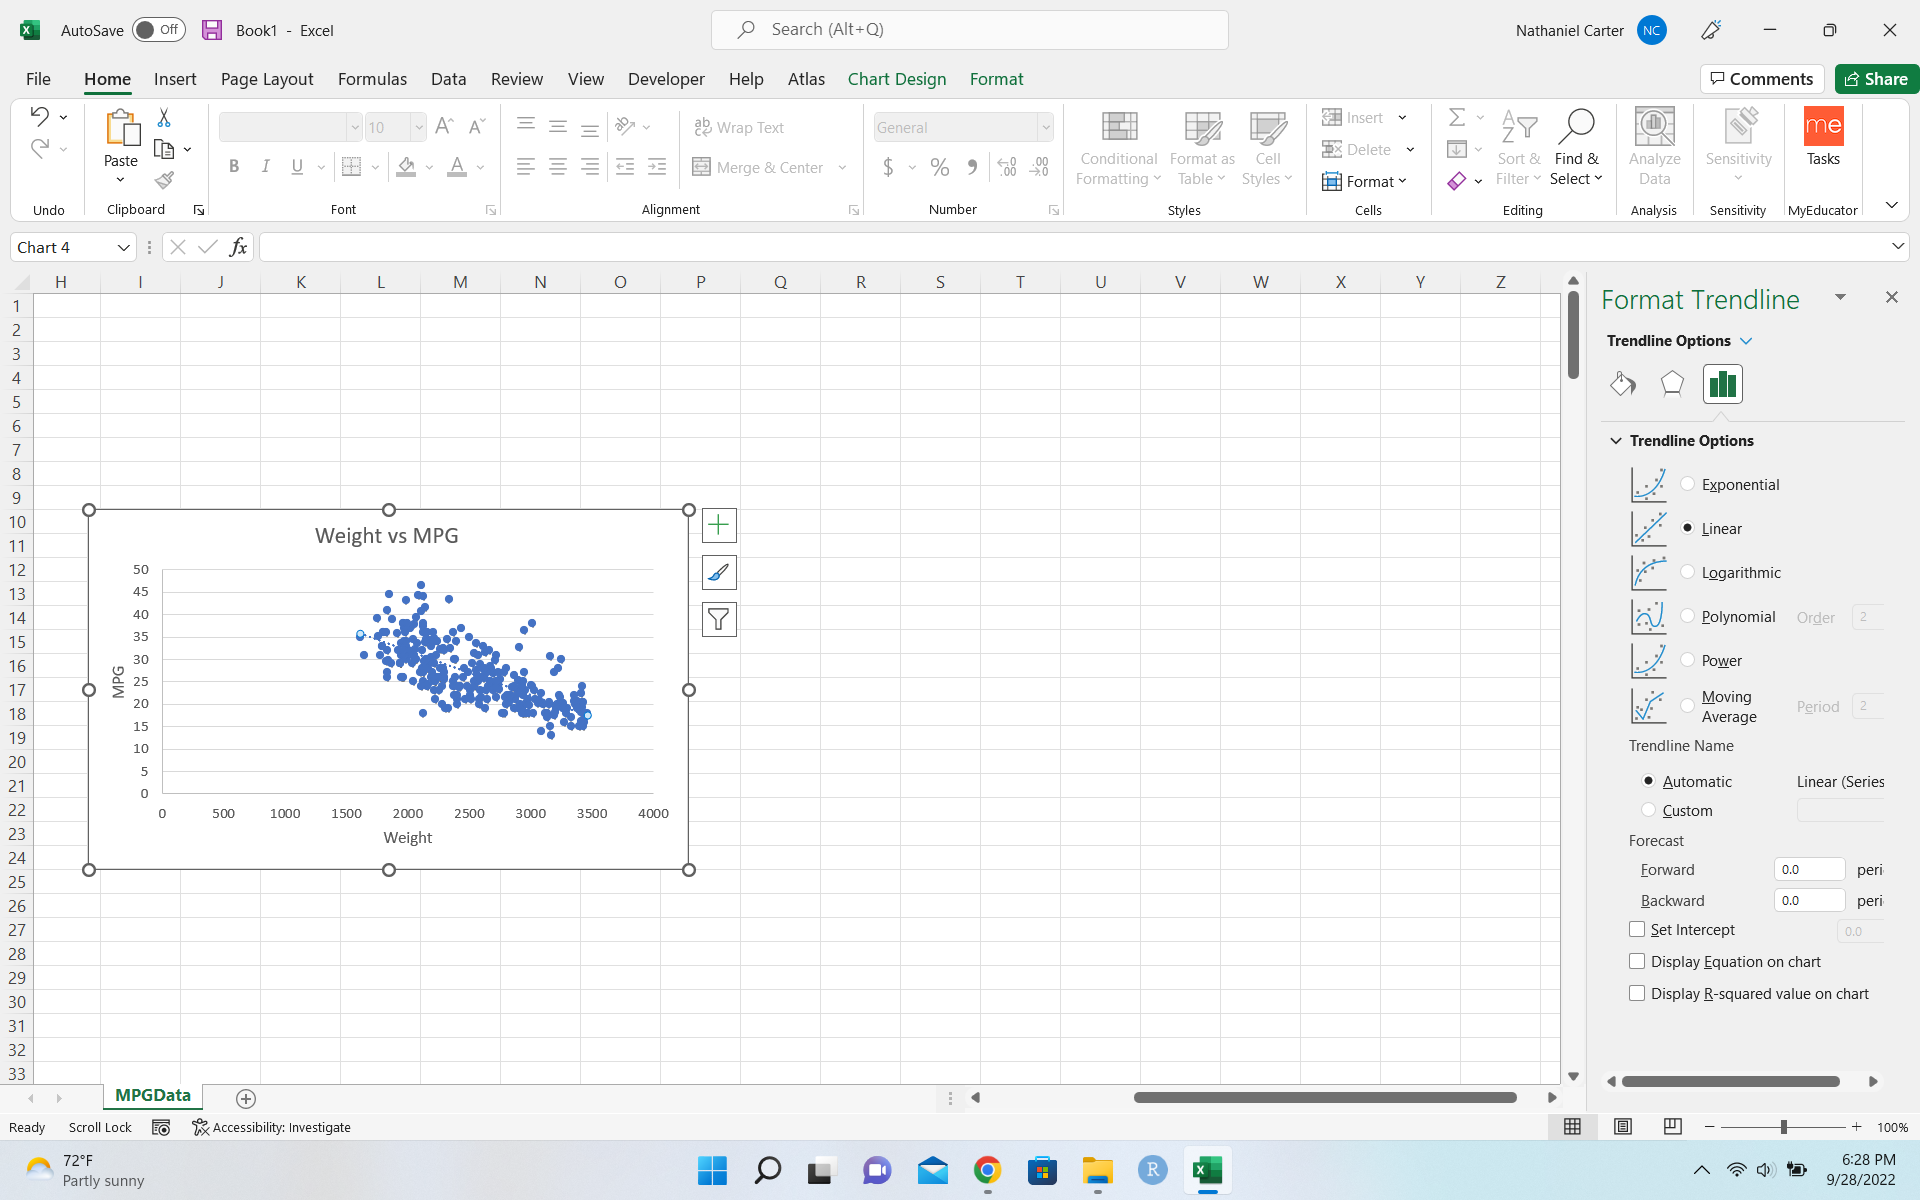 AutoSave Off Book1 - Excel Search (Alt+Q) Nathaniel Carter NC
File Home Insert Page Layout Formulas Data Review View Developer Help Atlas Chart Design Format Comments Share
Paste
10
Wrap Text
General
B I U A
Merge & Center
$ %
Conditional Formatting
Format as Table
Cell Styles
Insert
Delete
Format
Sort & Filter
Find & Select
Analyze Data
Sensitivity
me
Tasks
Undo Clipboard Font Alignment Number Styles Cells Editing Analysis Sensitivity MyEducator
Chart 4 fx
H I J K L M N O P Q R S T U V W X Y Z
1
2
3
4
5
6
7
8
9
10
11
12
13
14
15
16
17
18
19
20
21
22
23
24
25
26
27
28
29
30
31
32
33
Weight vs MPG
MPG
50
45
40
35
30
25
20
15
10
5
0
0 500 1000 1500 2000 2500 3000 3500 4000
Weight
Format Trendline
Trendline Options
Trendline Options
Exponential
Linear
Logarithmic
Polynomial Order 2
Power
Moving Average Period 2
Trendline Name
Automatic Linear (Series
Custom
Forecast
Forward 0.0 peri
Backward 0.0 peri
Set Intercept 0.0
Display Equation on chart
Display R-squared value on chart
MPGData
Ready Scroll Lock Accessibility: Investigate 100%
72°F
Partly sunny
R
6:28 PM
9/28/2022